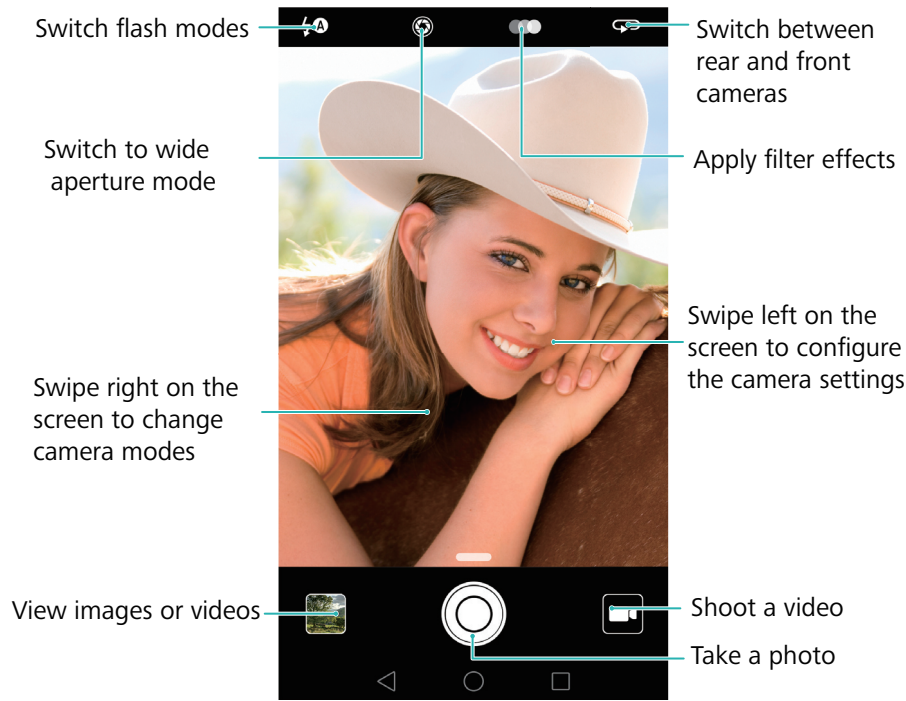 Switch flash modes
Switch between
rear and front
cameras
Switch to wide
aperture mode
Apply filter effects
Swipe left on the
screen to configure
the camera settings
Swipe right on the
screen to change
camera modes
View images or videos
Shoot a video
Take a photo
A